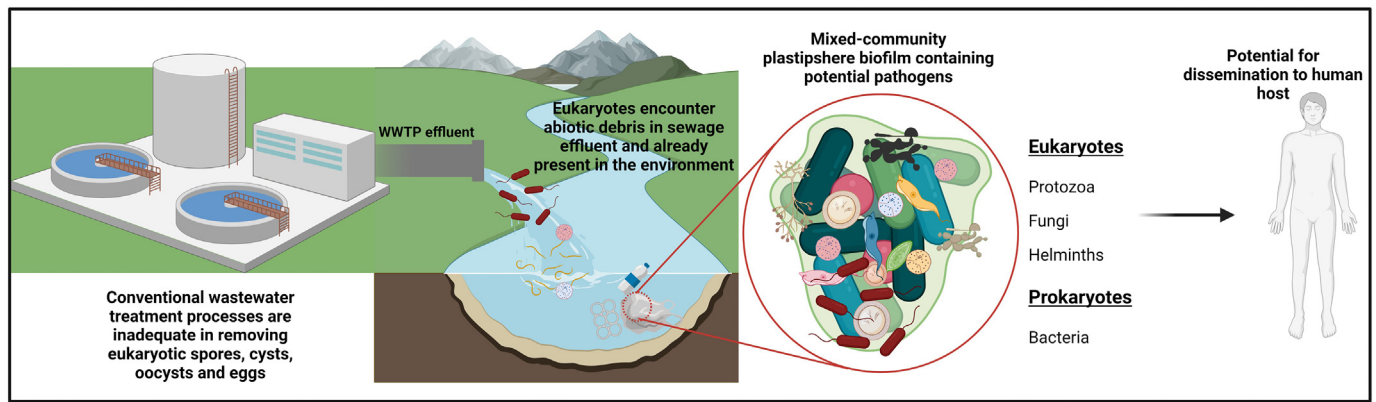 Conventional wastewater
treatment processes are
inadequate in removing
eukaryotic spores, cysts,
oocysts and eggs
WWTP effluent
Eukaryotes encounter
abiotic debris in sewage
effluent and already
present in the environment
Mixed-community
plastipshere biofilm containing
potential pathogens
Eukaryotes
Protozoa
Fungi
Helminths
Prokaryotes
Bacteria
Potential for
dissemination to human
host